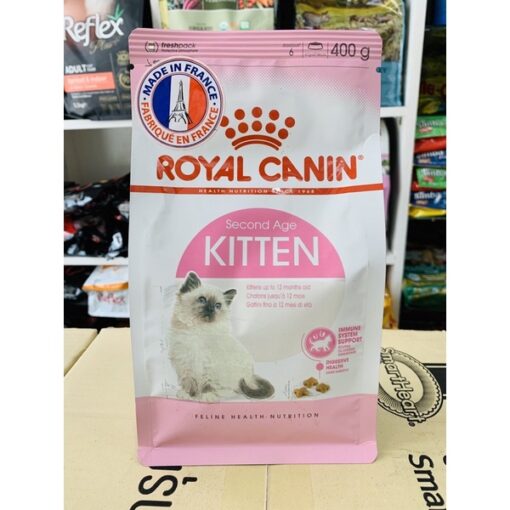 Reflex
ADULT
freshpack
400 g
MADE IN FRANCE
FABRIQUÉ EN FRANCE
ROYAL CANIN
HEALTH NUTRITION SINCE 1968
Second Age
KITTEN
Kittens up to 12 months old
Chatons jusqu'à 12 mois
Gattini fino a 12 mesi di età
IMMUNE
SYSTEM
SUPPORT
DIGESTIVE
HEALTH
FELINE HEALTH NUTRITION
SmartHeart
Smar